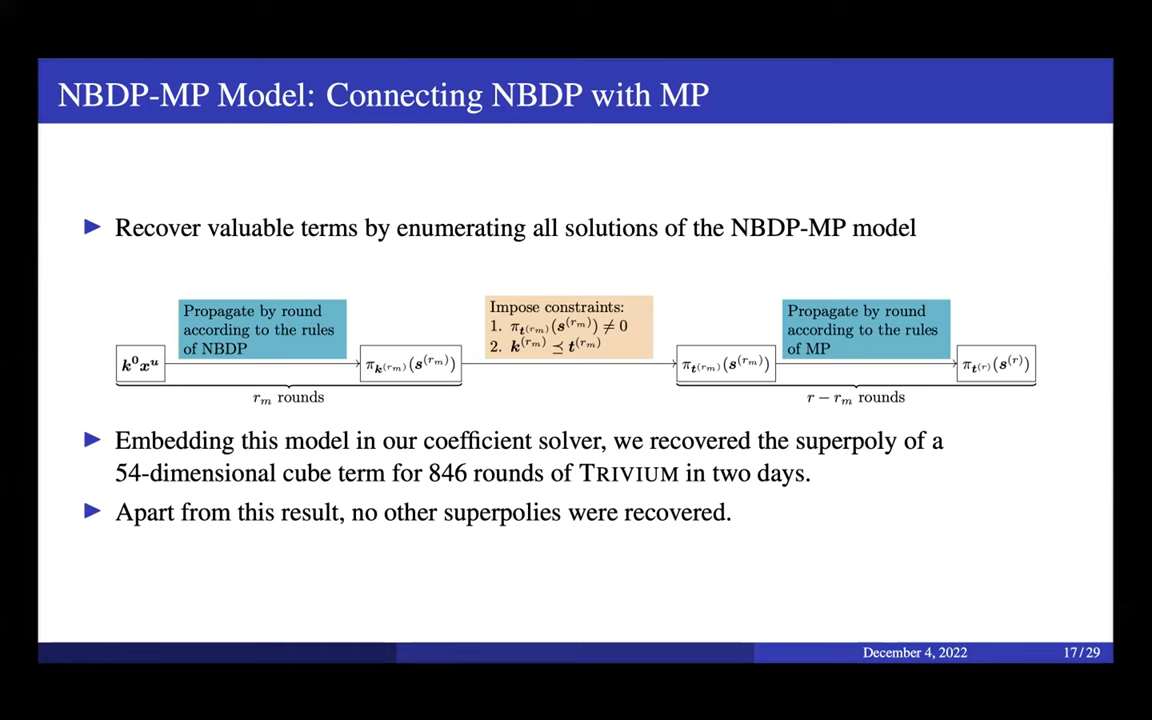 NBDP-MP Model: Connecting NBDP with MP
▶ Recover valuable terms by enumerating all solutions of the NBDP-MP model
Propagate by round
according to the rules
of NBDP
Impose constraints:
1. π_{t^{(r_m)}}(s^{(r_m)}) ≠ 0
2. k^{(r_m)} ⪯ t^{(r_m)}
Propagate by round
according to the rules
of MP
k^0x^u
π_{k^{(r_m)}}(s^{(r_m)})
π_{t^{(r_m)}}(s^{(r_m)})
π_{t^{(r)}}(s^{(r)})
r_m rounds
r − r_m rounds
▶ Embedding this model in our coefficient solver, we recovered the superpoly of a
54-dimensional cube term for 846 rounds of TRIVIUM in two days.
▶ Apart from this result, no other superpolies were recovered.
December 4, 2022
17 / 29